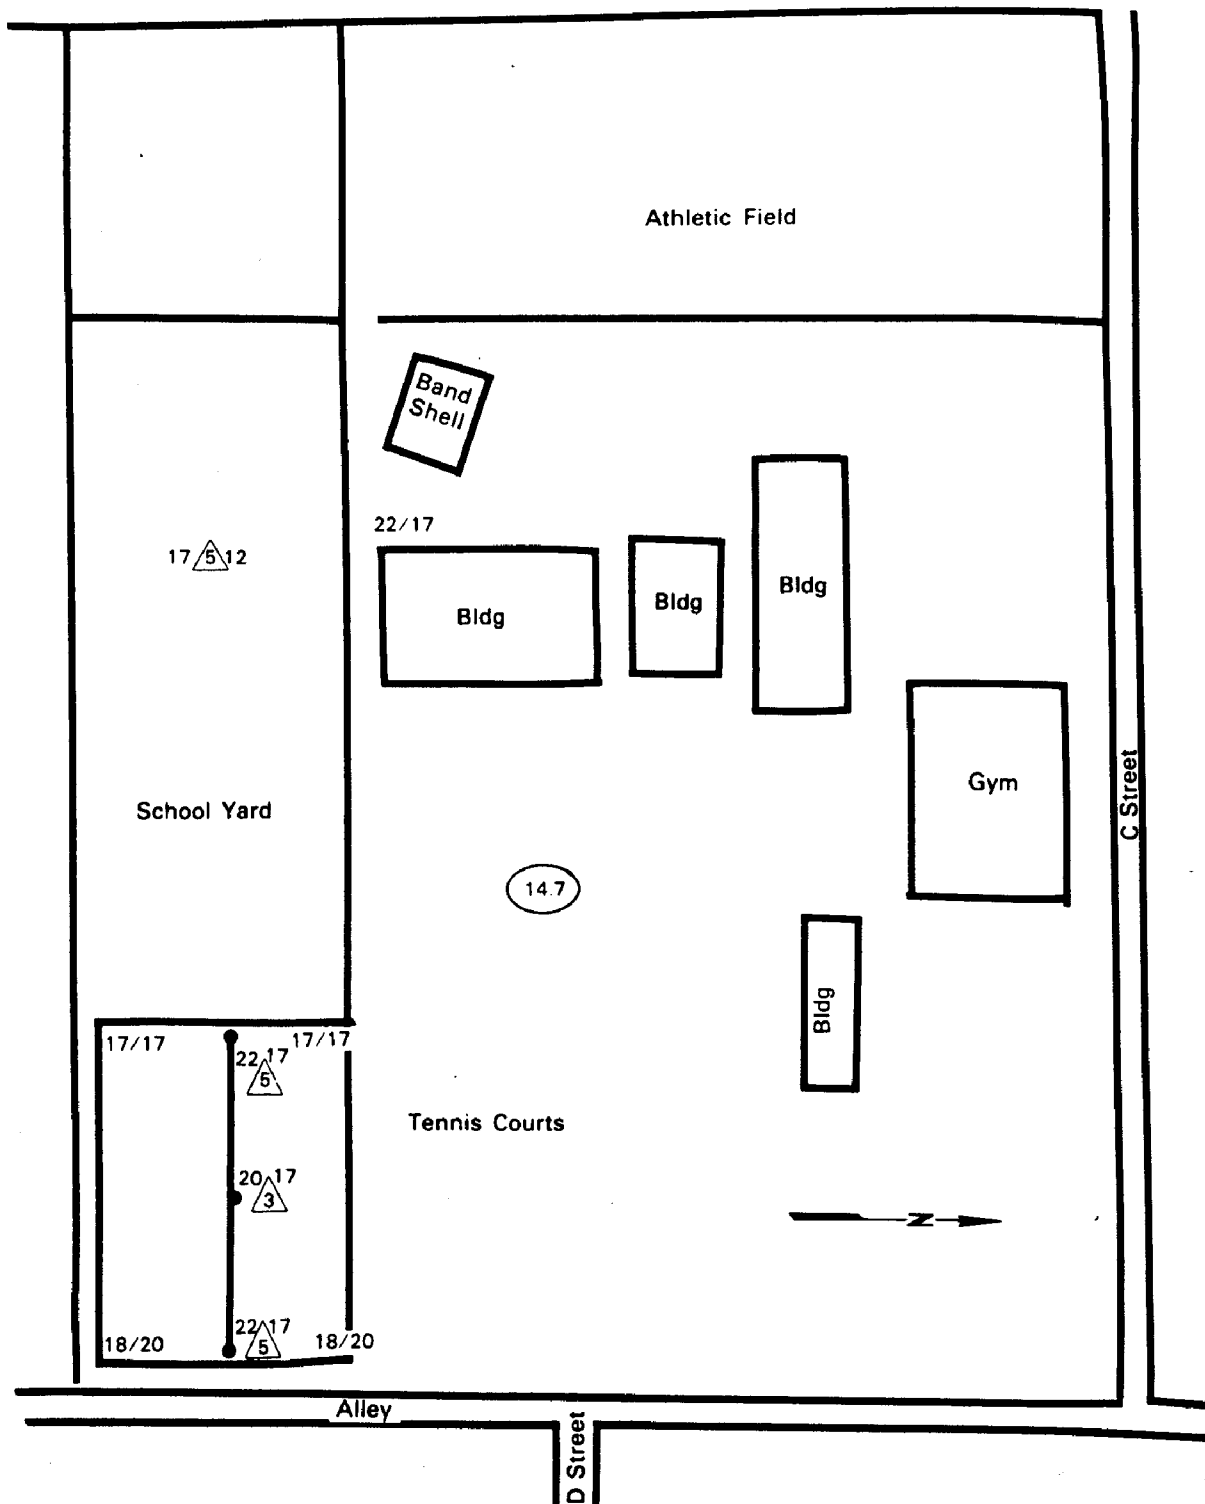 Athletic Field
Band
Shell
22/17
17 5 12
Bldg
Bldg
Bldg
Gym
C Street
School Yard
14.7
Bldg
17/17
17/17
22 17
5
Tennis Courts
20 17
3
N
22 17
5
18/20
18/20
Alley
D Street